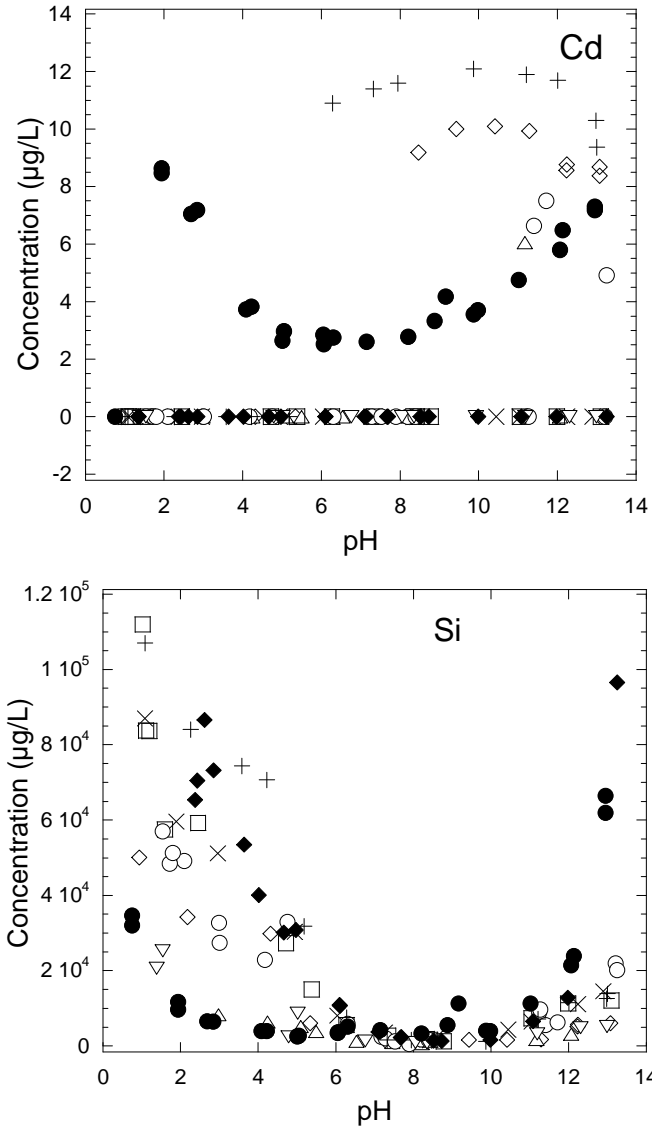 14
Cd
12
10
8
6
4
2
0
-2
0 2 4 6 8 10 12 14
Concentration (µg/L)
pH
1.2 10⁵
Si
1 10⁵
8 10⁴
6 10⁴
4 10⁴
2 10⁴
0
0 2 4 6 8 10 12 14
Concentration (µg/L)
pH